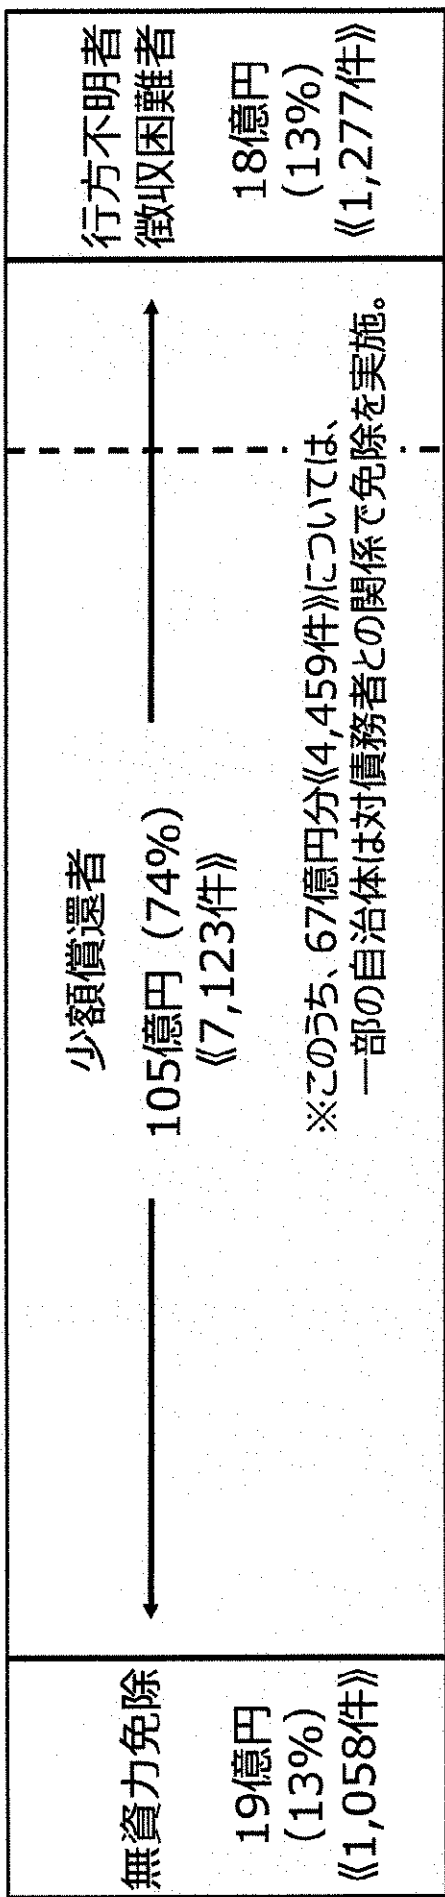 無資力免除
19億円
(13%)
《1,058件》
少額償還者
105億円 (74%)
《7,123件》
※このうち、67億円分《4,459件》については、
一部の自治体は対債務者との関係で免除を実施。
行方不明者
徴収困難者
18億円
(13%)
《1,277件》